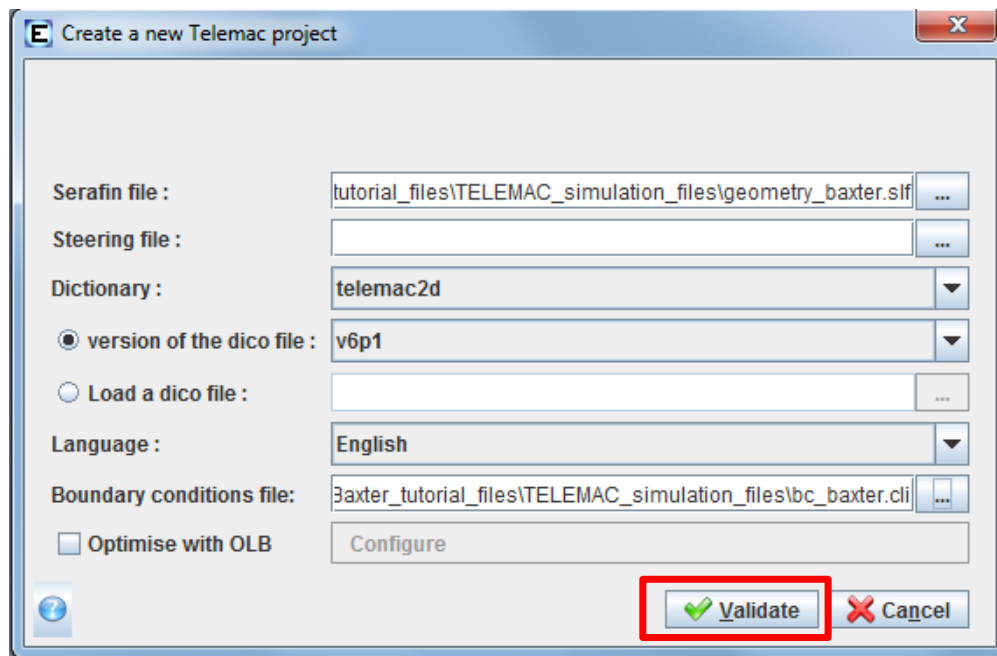 E Create a new Telemac project x
Serafin file : tutorial_files\TELEMAC_simulation_files\geometry_baxter.slf ...
Steering file : ...
Dictionary : telemac2d
version of the dico file : v6p1
Load a dico file : ...
Language : English
Boundary conditions file: Baxter_tutorial_files\TELEMAC_simulation_files\bc_baxter.cli ...
Optimise with OLB Configure
? Validate Cancel